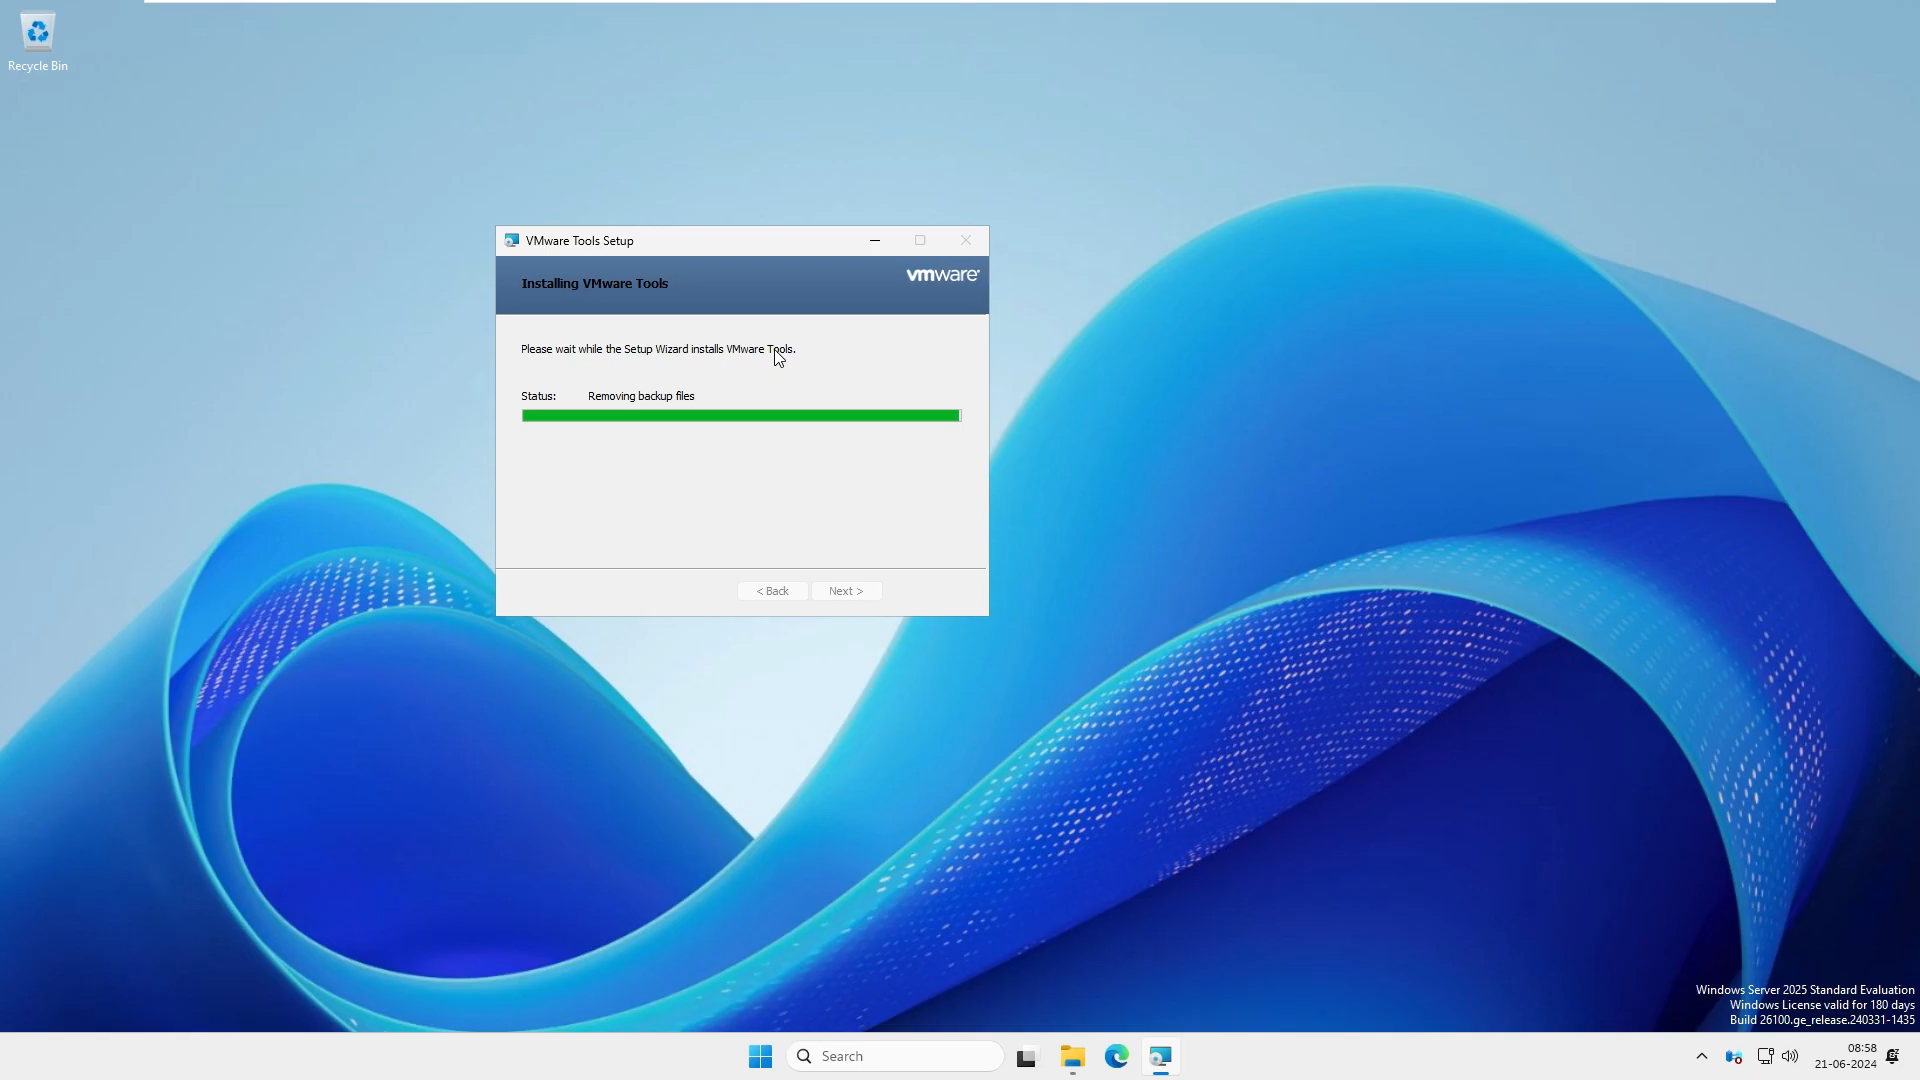 Recycle Bin
VMware Tools Setup
Installing VMware Tools
vmware
Please wait while the Setup Wizard installs VMware Tools.
Status: Removing backup files
< Back Next >
Windows Server 2025 Standard Evaluation
Windows License valid for 180 days
Build 26100.ge_release.240331-1435
Search
08:58
21-06-2024